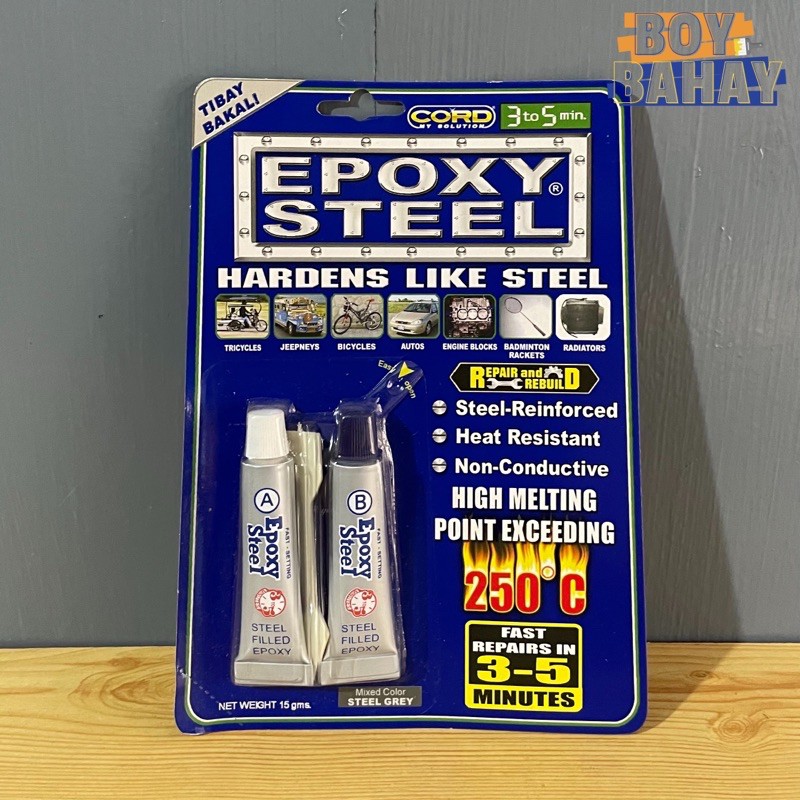 BOY
BAHAY
TIBAY
BAKAL!
CORD
MY SOLUTION
3 to 5 min.
EPOXY
STEEL®
HARDENS LIKE STEEL
TRICYCLES
JEEPNEYS
BICYCLES
AUTOS
ENGINE BLOCKS
BADMINTON
RACKETS
RADIATORS
REPAIR and
REBUILD
Steel-Reinforced
Heat Resistant
Non-Conductive
HIGH MELTING
POINT EXCEEDING
250°C
FAST
REPAIRS IN
3-5
MINUTES
A
FAST - SETTING
Epoxy
Steel
STEEL
FILLED
EPOXY
B
FAST - SETTING
Epoxy
Steel
STEEL
FILLED
EPOXY
NET WEIGHT 15 gms.
Mixed Color
STEEL GREY